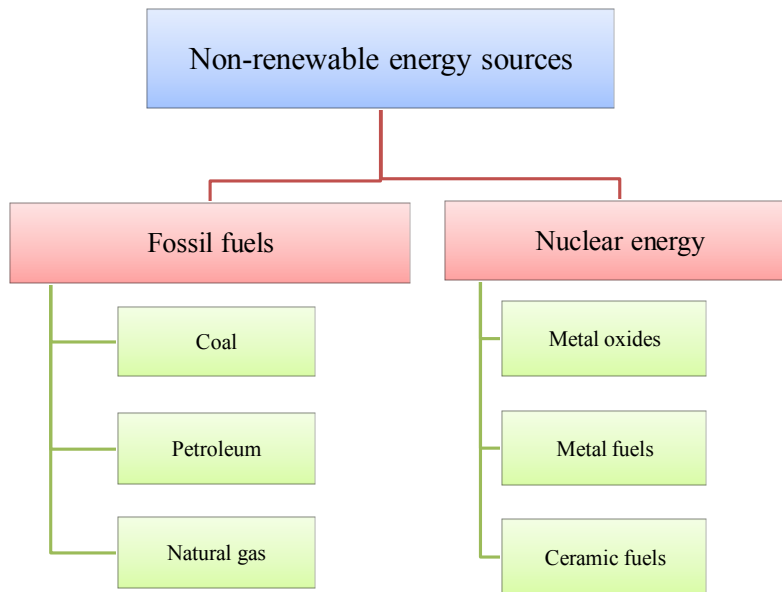 Non-renewable energy sources
Fossil fuels
Coal
Petroleum
Natural gas
Nuclear energy
Metal oxides
Metal fuels
Ceramic fuels